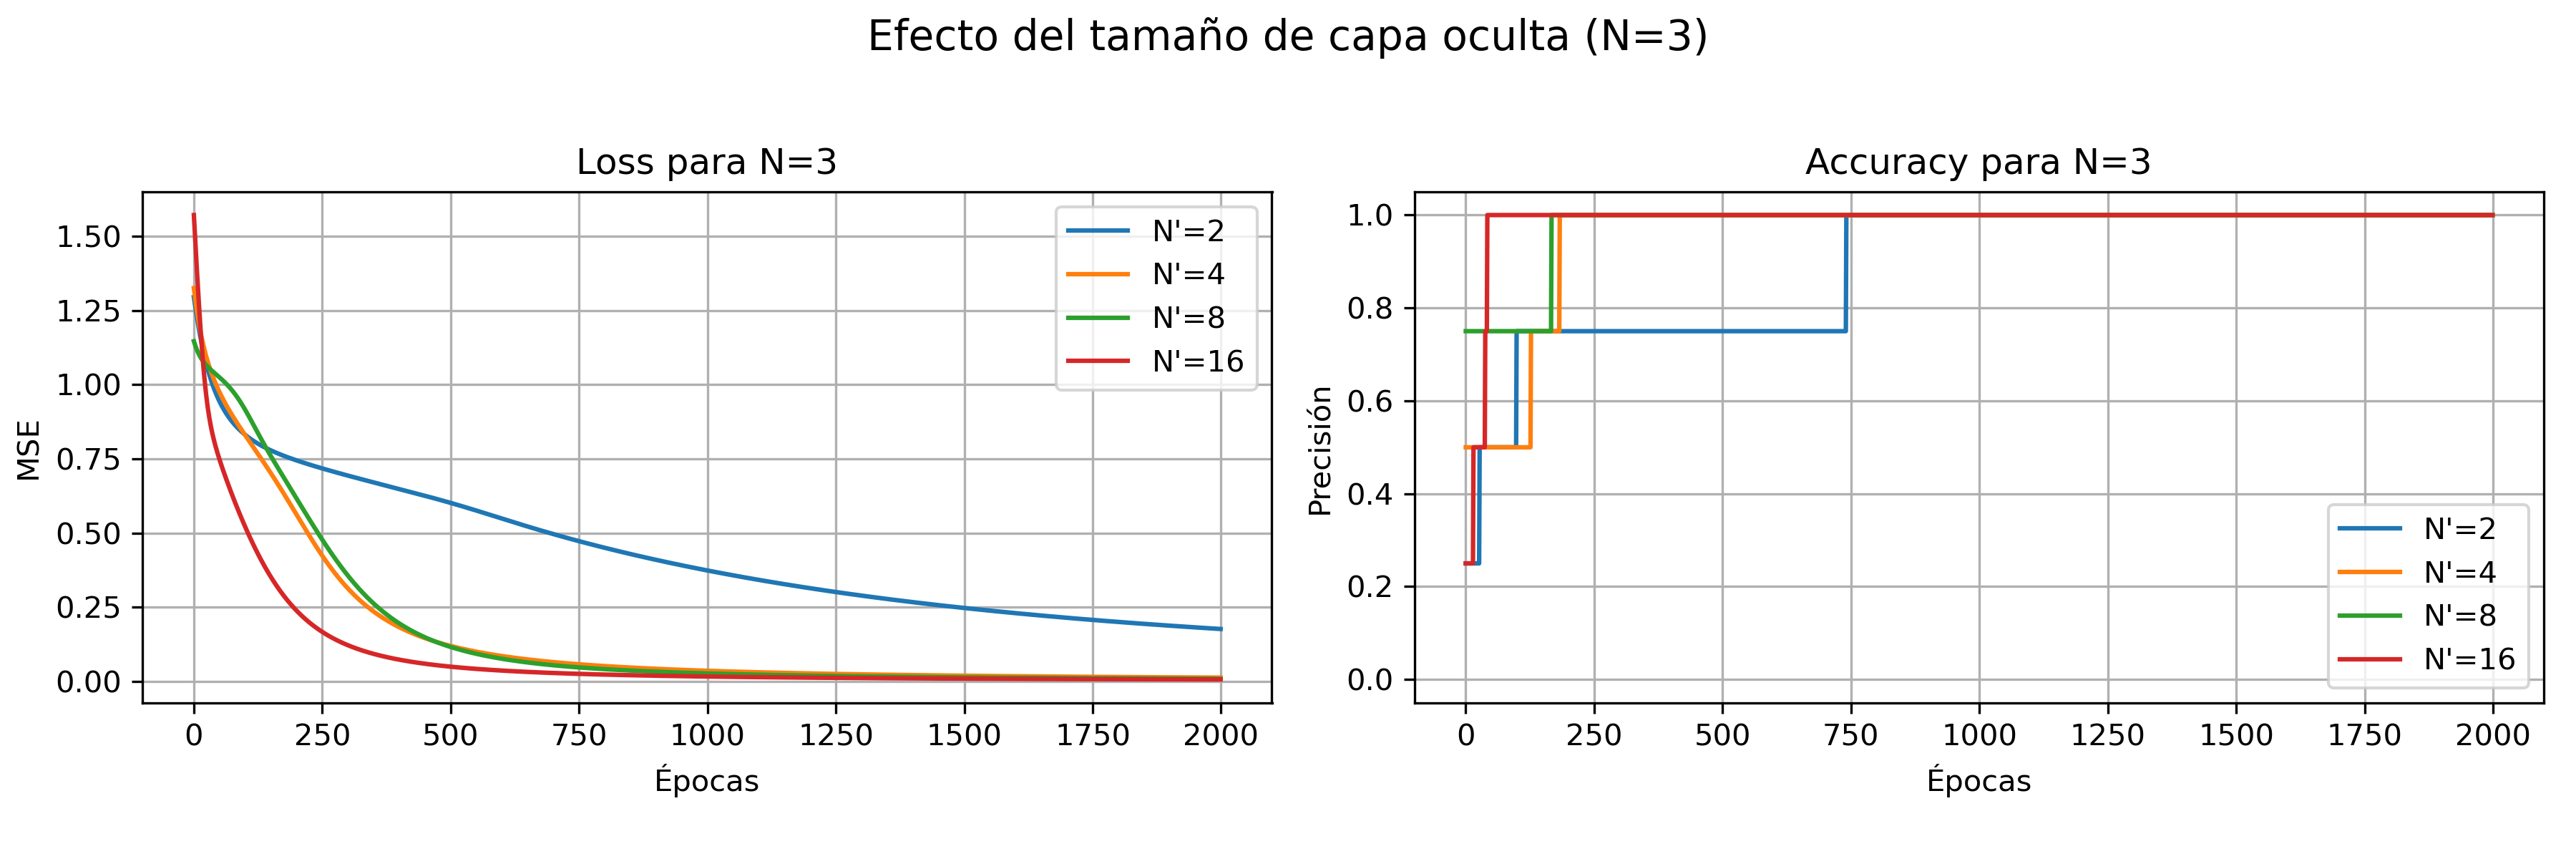 Efecto del tamaño de capa oculta (N=3)
Loss para N=3
MSE
1.50
1.25
1.00
0.75
0.50
0.25
0.00
0 250 500 750 1000 1250 1500 1750 2000
Épocas
N'=2
N'=4
N'=8
N'=16
Accuracy para N=3
Precisión
1.0
0.8
0.6
0.4
0.2
0.0
0 250 500 750 1000 1250 1500 1750 2000
Épocas
N'=2
N'=4
N'=8
N'=16